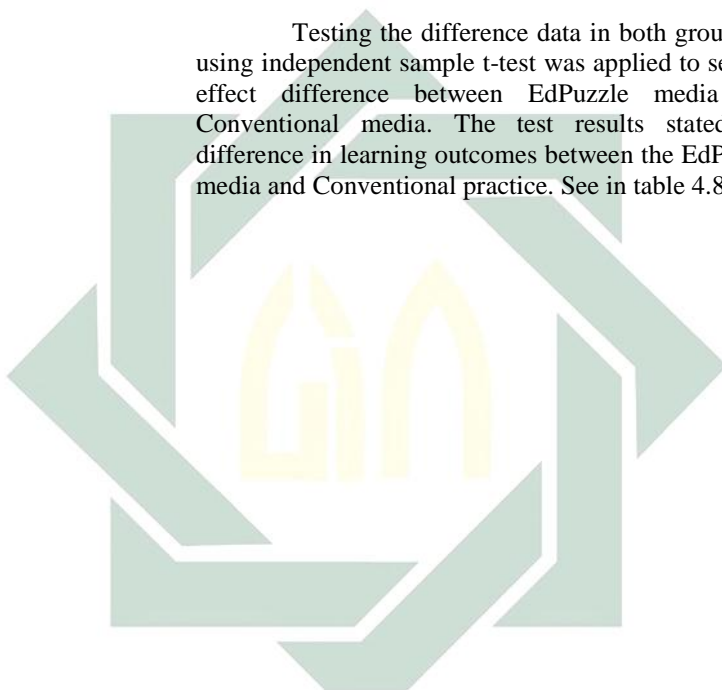 Testing the difference data in both grou
using independent sample t-test was applied to se
effect difference between EdPuzzle media
Conventional media. The test results stated
difference in learning outcomes between the EdP
media and Conventional practice. See in table 4.8